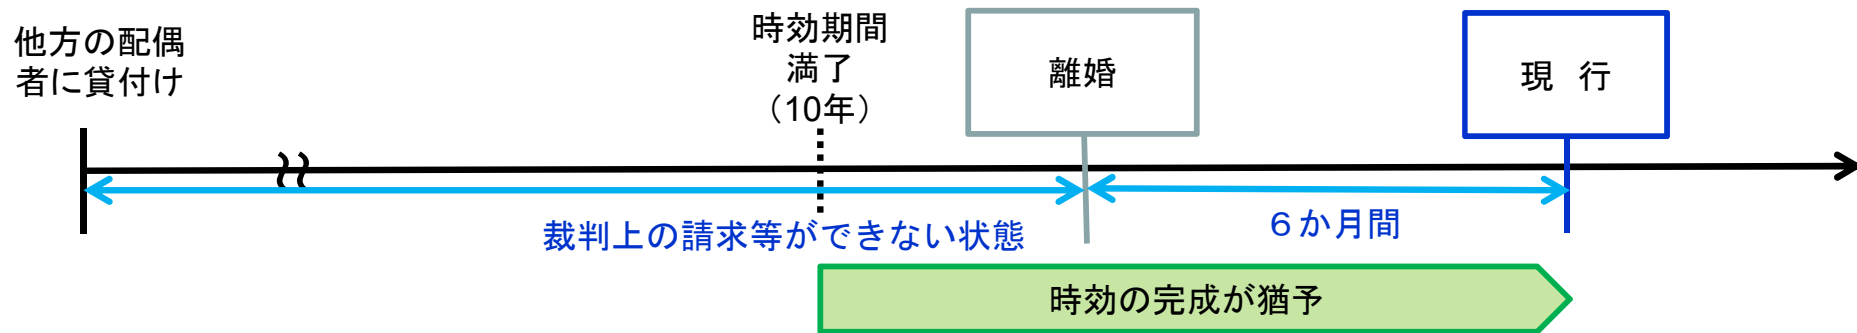 他方の配偶
者に貸付け
時効期間
満了
（10年）
離婚
現　行
裁判上の請求等ができない状態
６か月間
時効の完成が猶予